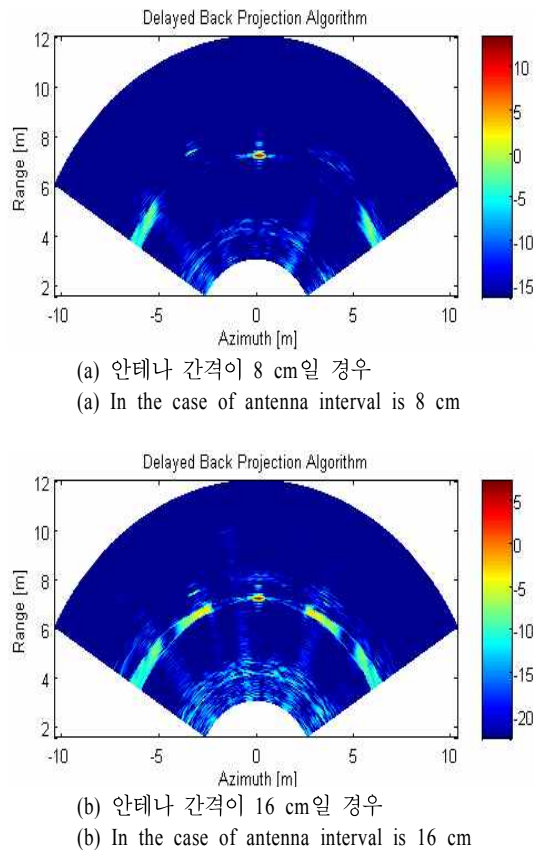 Delayed Back Projection Algorithm
12
10
8
6
4
2
Range [m]
-10 -5 0 5 10
Azimuth [m]
10
5
0
-5
-10
-15
(a) 안테나 간격이 8 cm일 경우
(a) In the case of antenna interval is 8 cm
Delayed Back Projection Algorithm
12
10
8
6
4
2
Range [m]
-10 -5 0 5 10
Azimuth [m]
5
0
-5
-10
-15
-20
(b) 안테나 간격이 16 cm일 경우
(b) In the case of antenna interval is 16 cm